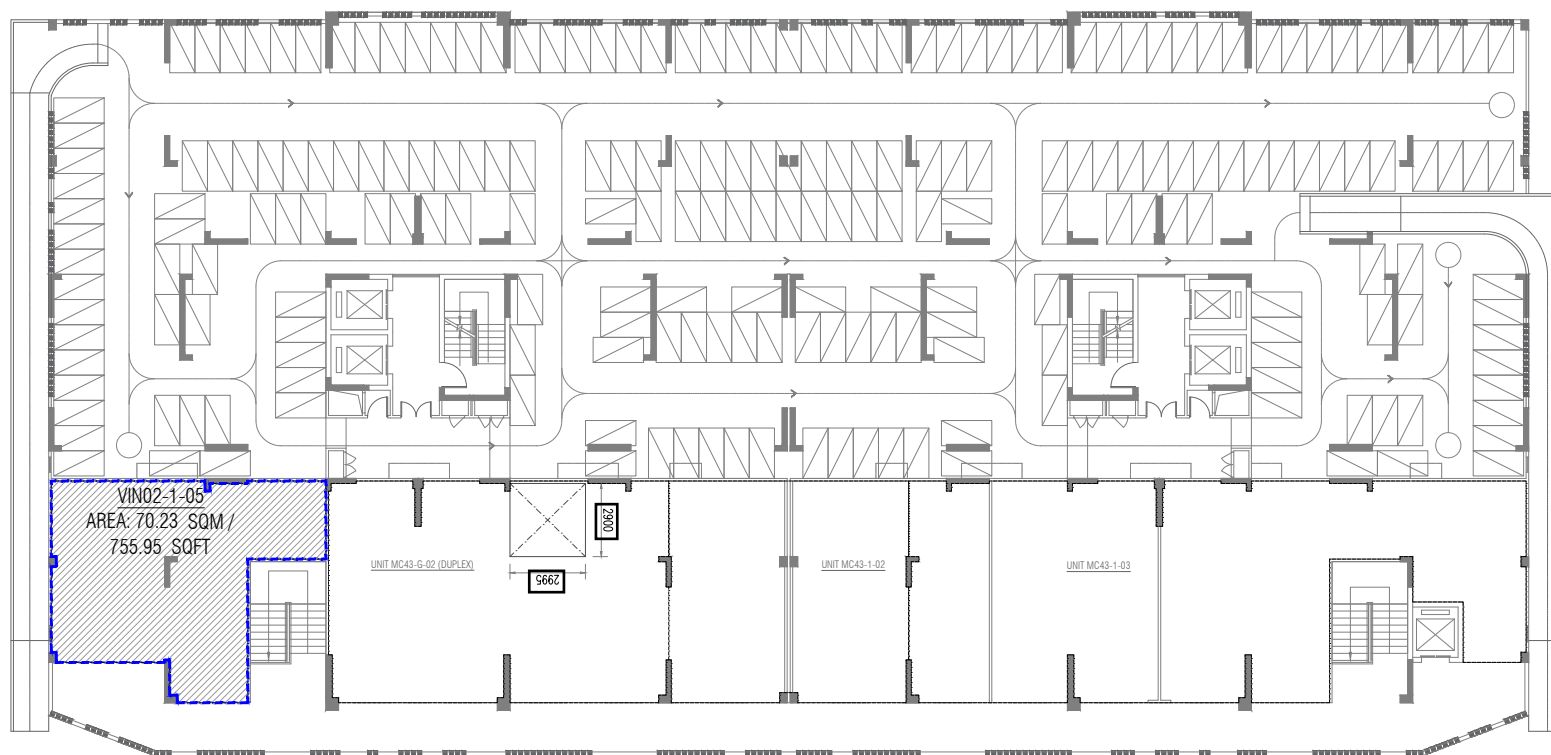 VIN02-1-05
AREA: 70.23 SQM /
755.95 SQFT
UNIT MC43-G-02 (DUPLEX)
2900
2995
UNIT MC43-1-02
UNIT MC43-1-03